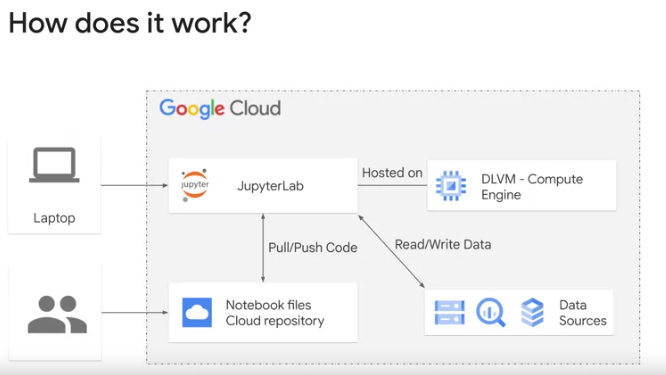 How does it work?
Google Cloud
Laptop
jupyter
JupyterLab
Hosted on
DLVM - Compute
Engine
Pull/Push Code
Read/Write Data
Notebook files
Cloud repository
Data
Sources